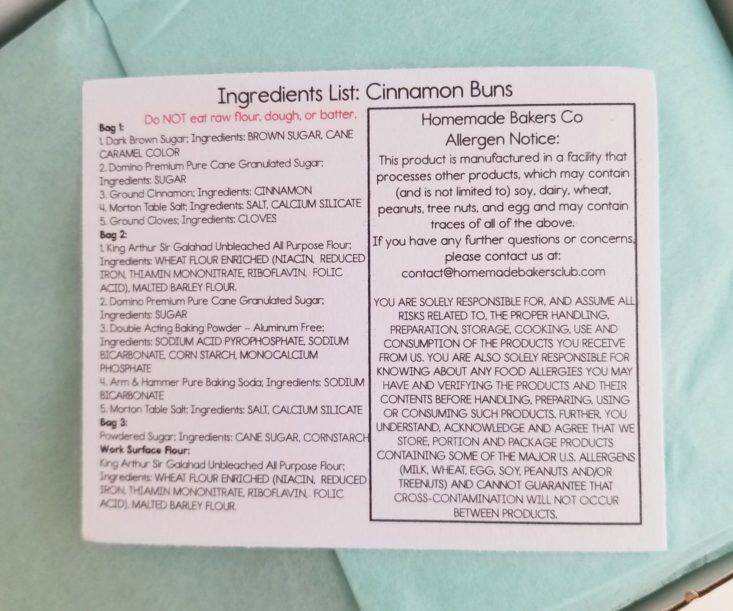 Ingredients List: Cinnamon Buns
Do NOT eat raw flour, dough, or batter.
Bag 1:
1. Dark Brown Sugar; Ingredients: BROWN SUGAR, CANE
CARAMEL COLOR
2. Domino Premium Pure Cane Granulated Sugar;
Ingredients: SUGAR
3. Ground Cinnamon; Ingredients: CINNAMON
4. Morton Table Salt; Ingredients: SALT, CALCIUM SILICATE
5. Ground Cloves; Ingredients: CLOVES
Bag 2:
1. King Arthur Sir Galahad Unbleached All Purpose Flour;
Ingredients: WHEAT FLOUR ENRICHED (NIACIN, REDUCED
IRON, THIAMIN MONONITRATE, RIBOFLAVIN, FOLIC
ACID), MALTED BARLEY FLOUR.
2. Domino Premium Pure Cane Granulated Sugar;
Ingredients: SUGAR
3. Double Acting Baking Powder – Aluminum Free;
Ingredients: SODIUM ACID PYROPHOSPHATE, SODIUM
BICARBONATE, CORN STARCH, MONOCALCIUM
PHOSPHATE
4. Arm & Hammer Pure Baking Soda; Ingredients: SODIUM
BICARBONATE
5. Morton Table Salt; Ingredients: SALT, CALCIUM SILICATE
Bag 3:
Powdered Sugar; Ingredients: CANE SUGAR, CORNSTARCH
Work Surface Flour:
King Arthur Sir Galahad Unbleached All Purpose Flour;
Ingredients: WHEAT FLOUR ENRICHED (NIACIN, REDUCED
IRON, THIAMIN MONONITRATE, RIBOFLAVIN, FOLIC
ACID), MALTED BARLEY FLOUR.
Homemade Bakers Co
Allergen Notice:
This product is manufactured in a facility that
processes other products, which may contain
(and is not limited to) soy, dairy, wheat,
peanuts, tree nuts, and egg and may contain
traces of all of the above.
If you have any further questions or concerns,
please contact us at:
contact@homemadebakersclub.com
YOU ARE SOLELY RESPONSIBLE FOR, AND ASSUME ALL
RISKS RELATED TO, THE PROPER HANDLING,
PREPARATION, STORAGE, COOKING, USE AND
CONSUMPTION OF THE PRODUCTS YOU RECEIVE
FROM US. YOU ARE ALSO SOLELY RESPONSIBLE FOR
KNOWING ABOUT ANY FOOD ALLERGIES YOU MAY
HAVE AND VERIFYING THE PRODUCTS AND THEIR
CONTENTS BEFORE HANDLING, PREPARING, USING
OR CONSUMING SUCH PRODUCTS. FURTHER, YOU
UNDERSTAND, ACKNOWLEDGE AND AGREE THAT WE
STORE, PORTION AND PACKAGE PRODUCTS
CONTAINING SOME OF THE MAJOR U.S. ALLERGENS
(MILK, WHEAT, EGG, SOY, PEANUTS AND/OR
TREENUTS) AND CANNOT GUARANTEE THAT
CROSS-CONTAMINATION WILL NOT OCCUR
BETWEEN PRODUCTS.